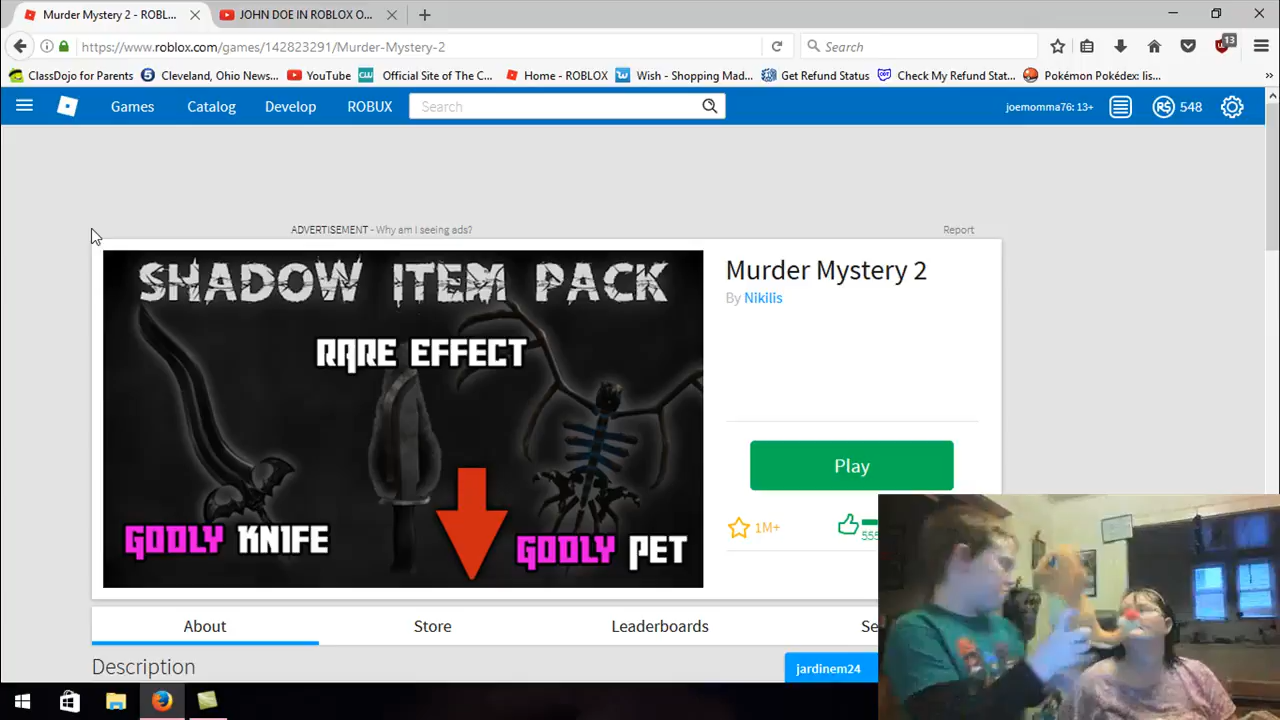 Murder Mystery 2 - ROBL...
JOHN DOE IN ROBLOX O...
https://www.roblox.com/games/142823291/Murder-Mystery-2
Search
13
ClassDojo for Parents
Cleveland, Ohio News...
YouTube
Official Site of The C...
Home - ROBLOX
Wish - Shopping Mad...
Get Refund Status
Check My Refund Stat...
Pokémon Pokédex: lis...
Games
Catalog
Develop
ROBUX
Search
joemomma76: 13+
R$ 548
ADVERTISEMENT - Why am I seeing ads?
Report
SHADOW ITEM PACK
RARE EFFECT
GODLY KNIFE
GODLY PET
Murder Mystery 2
By Nikilis
Play
1M+
About
Store
Leaderboards
Se
Description
jardinem24